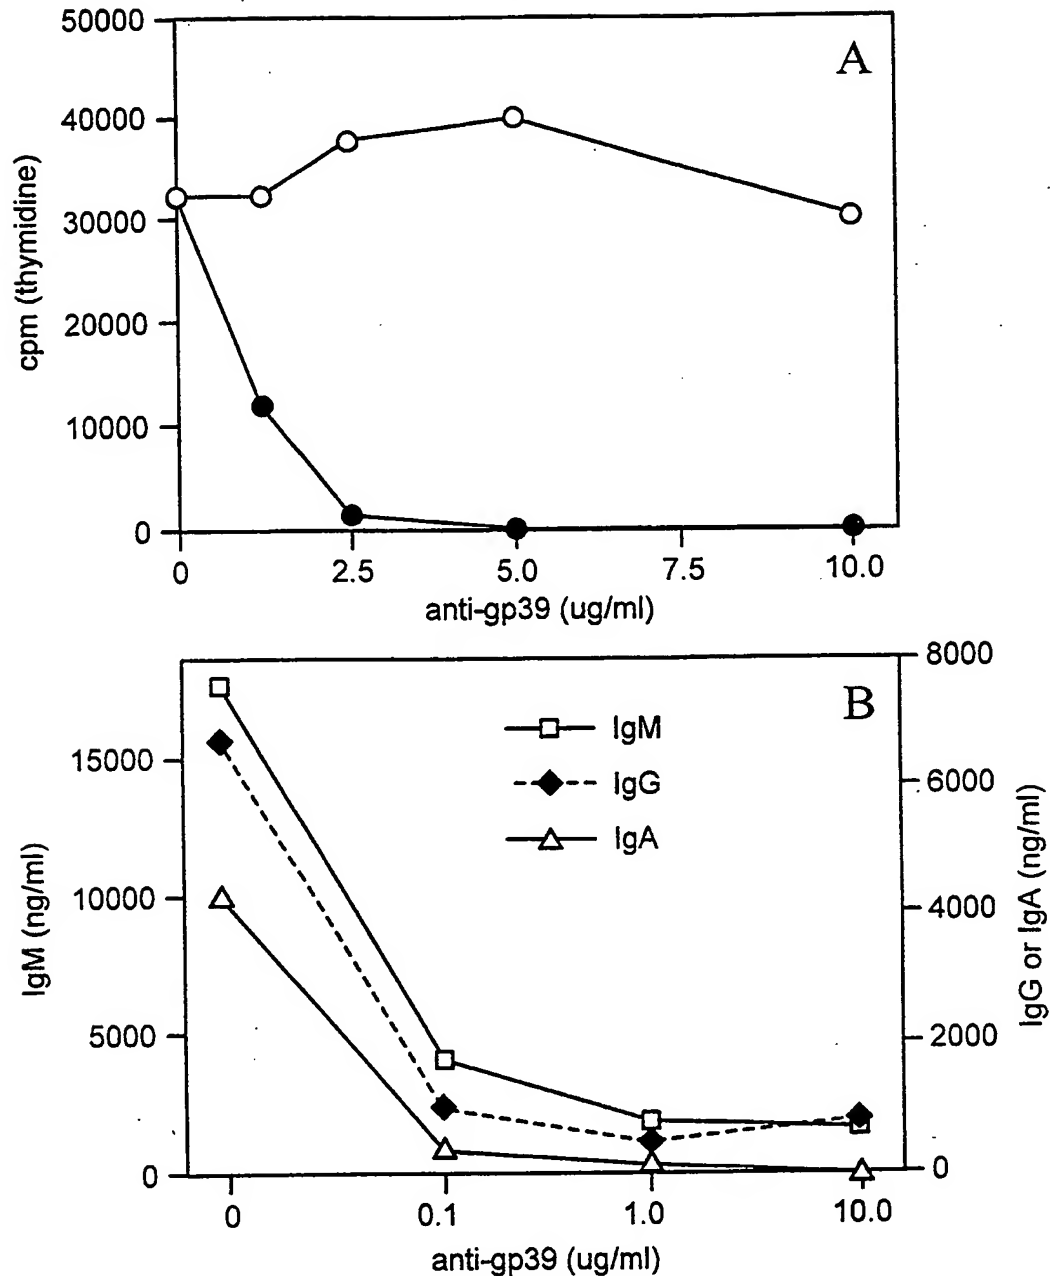 A
cpm (thymidine)
50000
40000
30000
20000
10000
0
0 2.5 5.0 7.5 10.0
anti-gp39 (ug/ml)
B
IgM (ng/ml)
15000
10000
5000
0
IgM
IgG
IgA
8000
6000
4000
2000
0
IgG or IgA (ng/ml)
0 0.1 1.0 10.0
anti-gp39 (ug/ml)